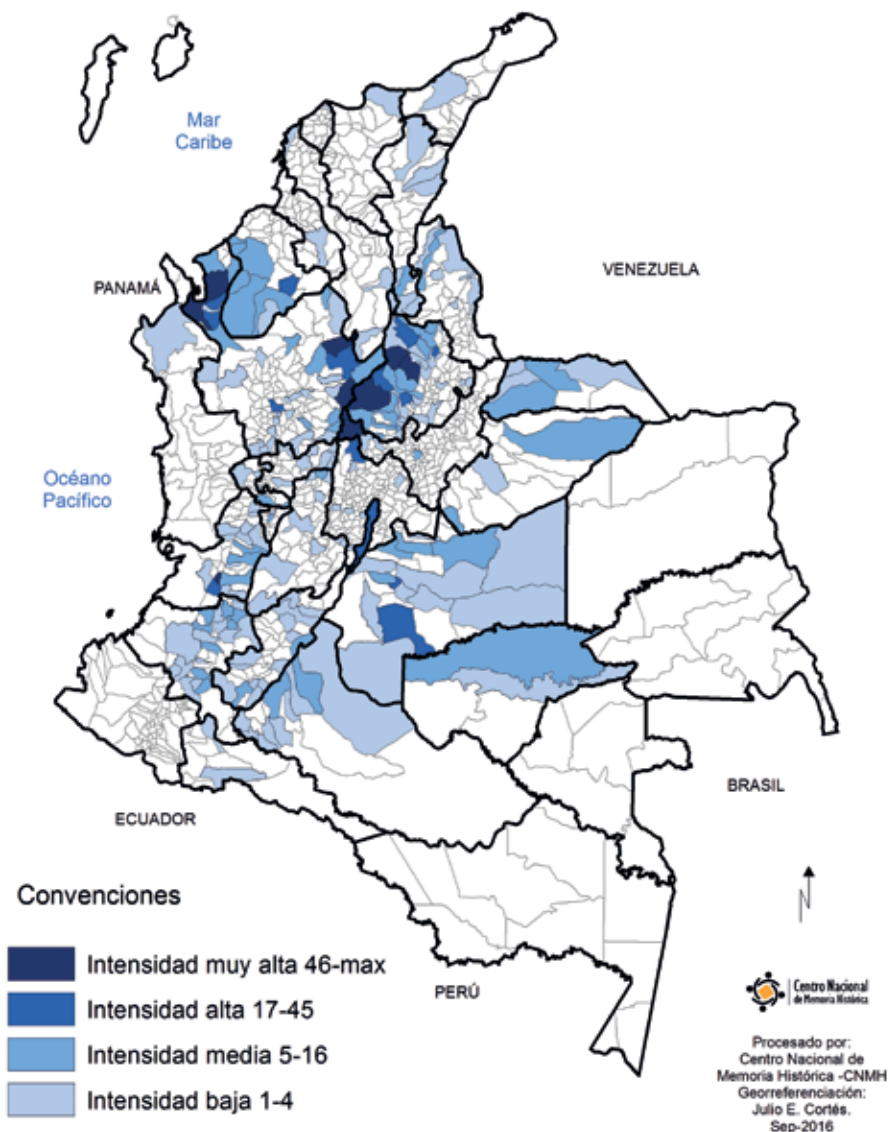 Mar
Caribe
VENEZUELA
PANAMÁ
Océano
Pacífico
BRASIL
ECUADOR
N
Convenciones
Intensidad muy alta 46-max
Intensidad alta 17-45
Intensidad media 5-16
Intensidad baja 1-4
PERÚ
Centro Nacional
de Memoria Histórica
Procesado por:
Centro Nacional de
Memoria Histórica -CNMH
Georreferenciación:
Julio E. Cortés.
Sep-2016